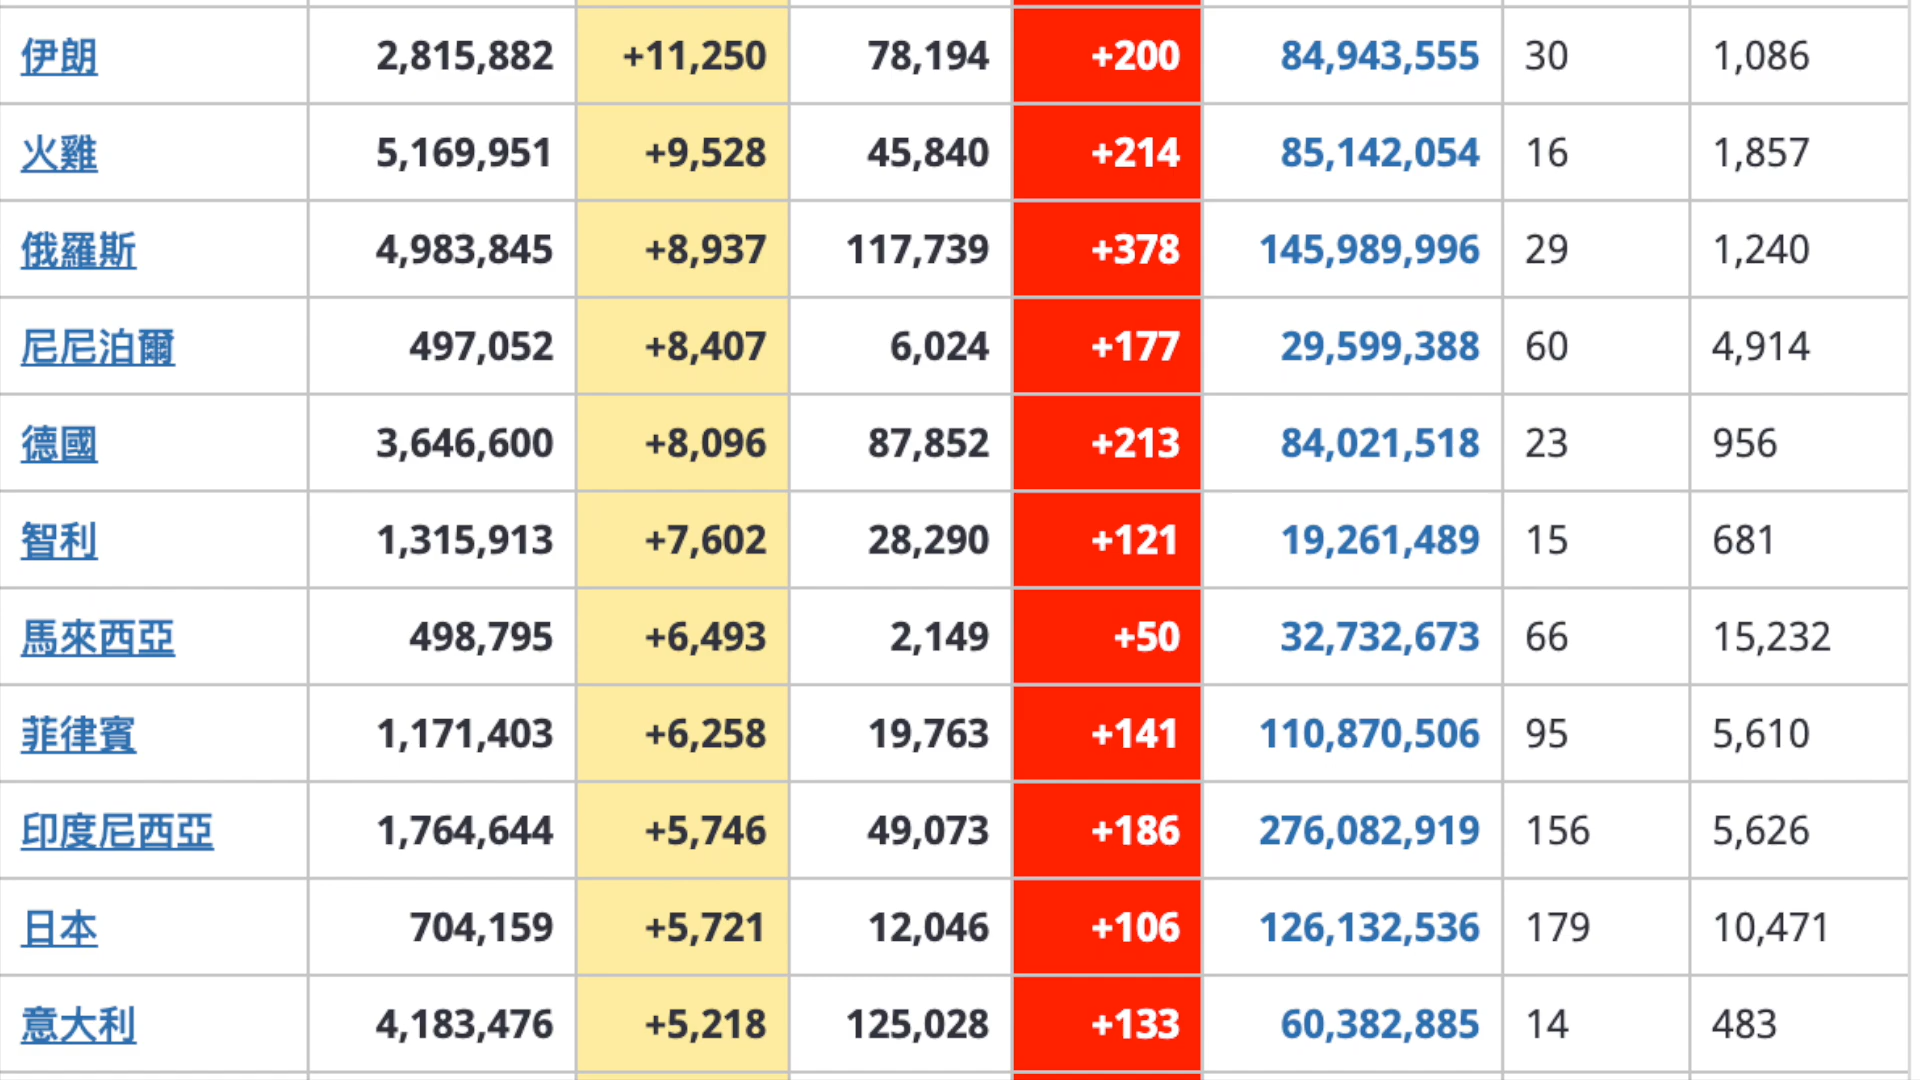 伊朗 2,815,882 +11,250 78,194 +200 84,943,555 30 1,086
火雞 5,169,951 +9,528 45,840 +214 85,142,054 16 1,857
俄羅斯 4,983,845 +8,937 117,739 +378 145,989,996 29 1,240
尼尼泊爾 497,052 +8,407 6,024 +177 29,599,388 60 4,914
德國 3,646,600 +8,096 87,852 +213 84,021,518 23 956
智利 1,315,913 +7,602 28,290 +121 19,261,489 15 681
馬來西亞 498,795 +6,493 2,149 +50 32,732,673 66 15,232
菲律賓 1,171,403 +6,258 19,763 +141 110,870,506 95 5,610
印度尼西亞 1,764,644 +5,746 49,073 +186 276,082,919 156 5,626
日本 704,159 +5,721 12,046 +106 126,132,536 179 10,471
意大利 4,183,476 +5,218 125,028 +133 60,382,885 14 483